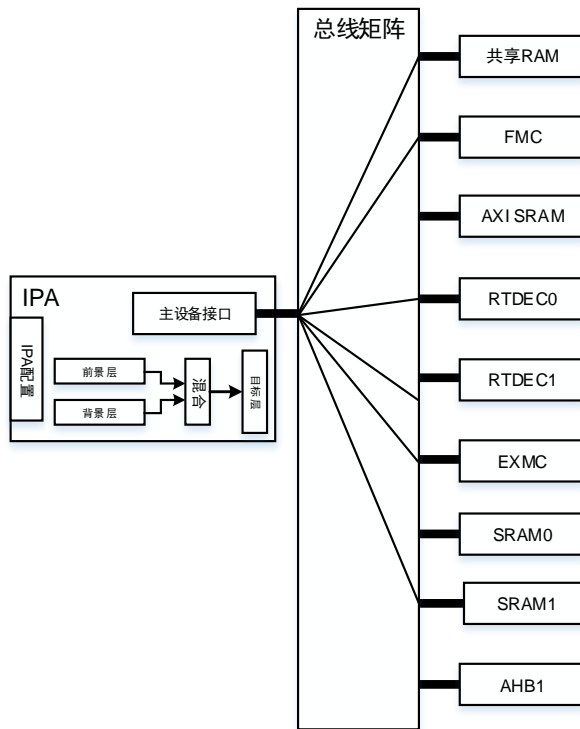 总线矩阵
共享RAM
FMC
AXISRAM
RTDEC0
RTDEC1
EXMC
SRAM0
SRAM1
AHB1
IPA
主设备接口
IPA配置
前景层
背景层
混合
目标层